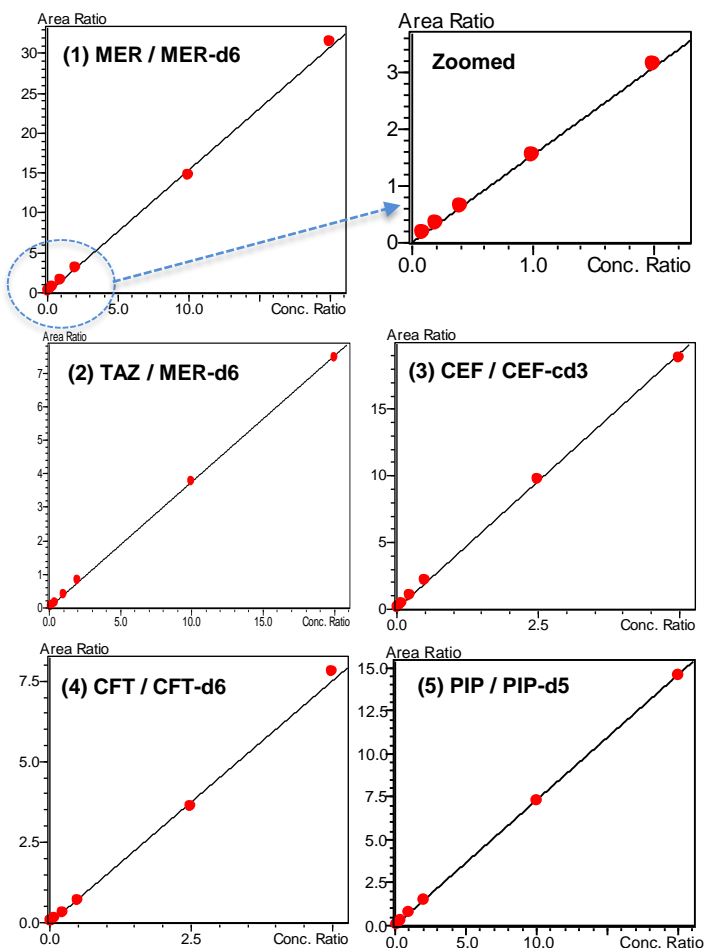 Area Ratio
(1) MER / MER-d6
30
25
20
15
10
5
0
0.0 5.0 10.0 Conc. Ratio
Area Ratio
Zoomed
3
2
1
0
0.0 1.0 Conc. Ratio
Area Ratio
(2) TAZ / MER-d6
7
6
5
4
3
2
1
0
0.0 5.0 10.0 15.0 Conc. Ratio
Area Ratio
(3) CEF / CEF-cd3
15
10
5
0
0.0 2.5 Conc. Ratio
Area Ratio
(4) CFT / CFT-d6
7.5
5.0
2.5
0.0
0.0 2.5 Conc. Ratio
Area Ratio
(5) PIP / PIP-d5
15.0
12.5
10.0
7.5
5.0
2.5
0.0
0.0 5.0 10.0 Conc. Ratio